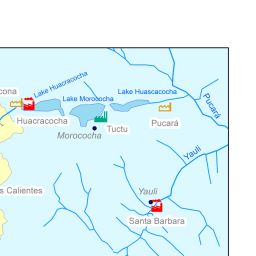 Lake Huacracocha
Lake Huascacocha
cona
Lake Morococha
Pucará
Huacracocha
Tuctu
Pucará
Morococha
Yauli
Yauli
s Calientes
Santa Barbara